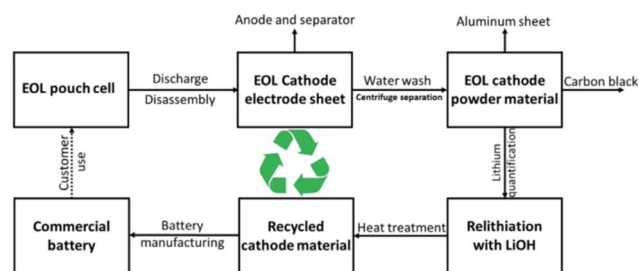 Anode and separator
Aluminum sheet
EOL pouch cell
Discharge
Disassembly
EOL Cathode
electrode sheet
Water wash
Centrifuge separation
EOL cathode
powder material
Carbon black
Customer
use
Lithium
quantification
Commercial
battery
Battery
manufacturing
Recycled
cathode material
Heat treatment
Relithiation
with LiOH